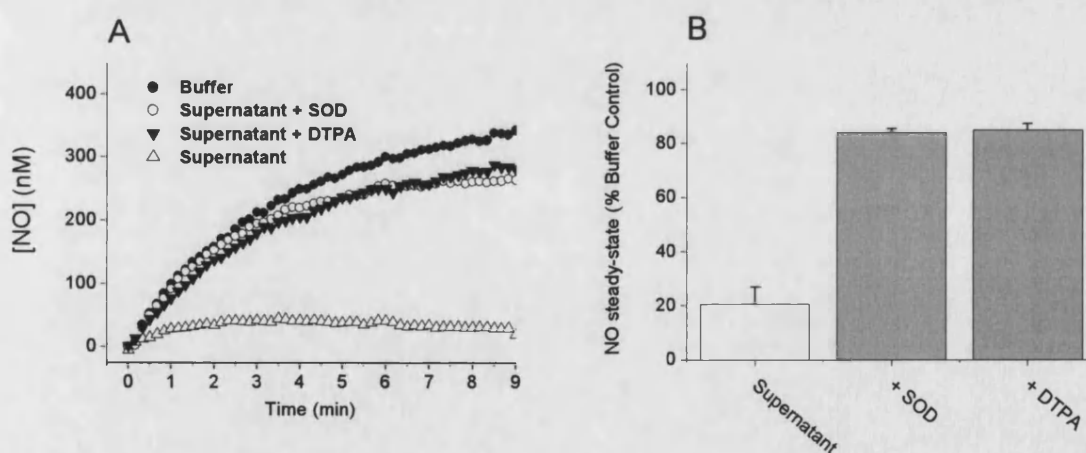 A
Buffer
Supernatant + SOD
Supernatant + DTPA
Supernatant
400
300
200
100
0
[NO] (nM)
0 1 2 3 4 5 6 7 8 9
Time (min)
B
100
80
60
40
20
0
NO steady-state (% Buffer Control)
Supernatant
+ SOD
+ DTPA